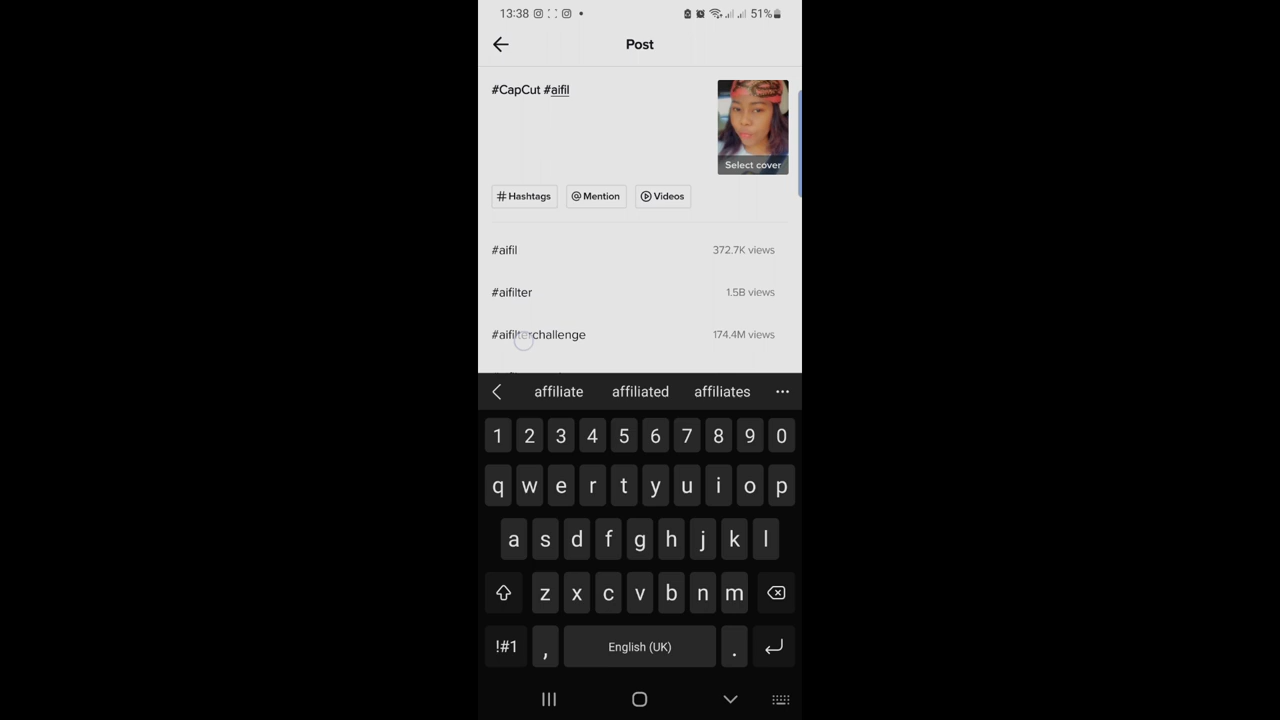 13:38 51%
Post
#CapCut #aifil
Select cover
# Hashtags @ Mention Videos
#aifil 372.7K views
#aifilter 1.5B views
#aifilterchallenge 174.4M views
affiliate affiliated affiliates ...
1 2 3 4 5 6 7 8 9 0
q w e r t y u i o p
a s d f g h j k l
z x c v b n m
!#1 , English (UK) .